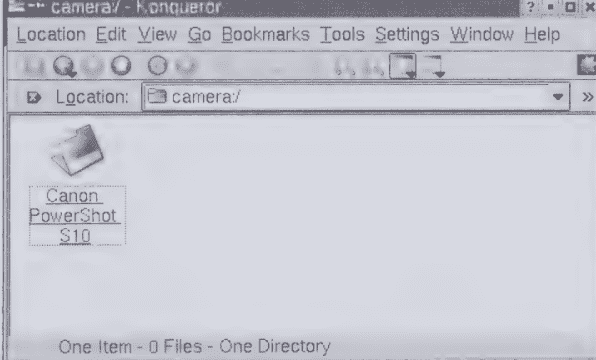 camera:/ - Konqueror
Location Edit View Go Bookmarks Tools Settings Window Help
Location: camera:/
Canon
PowerShot
S10
One Item - 0 Files - One Directory